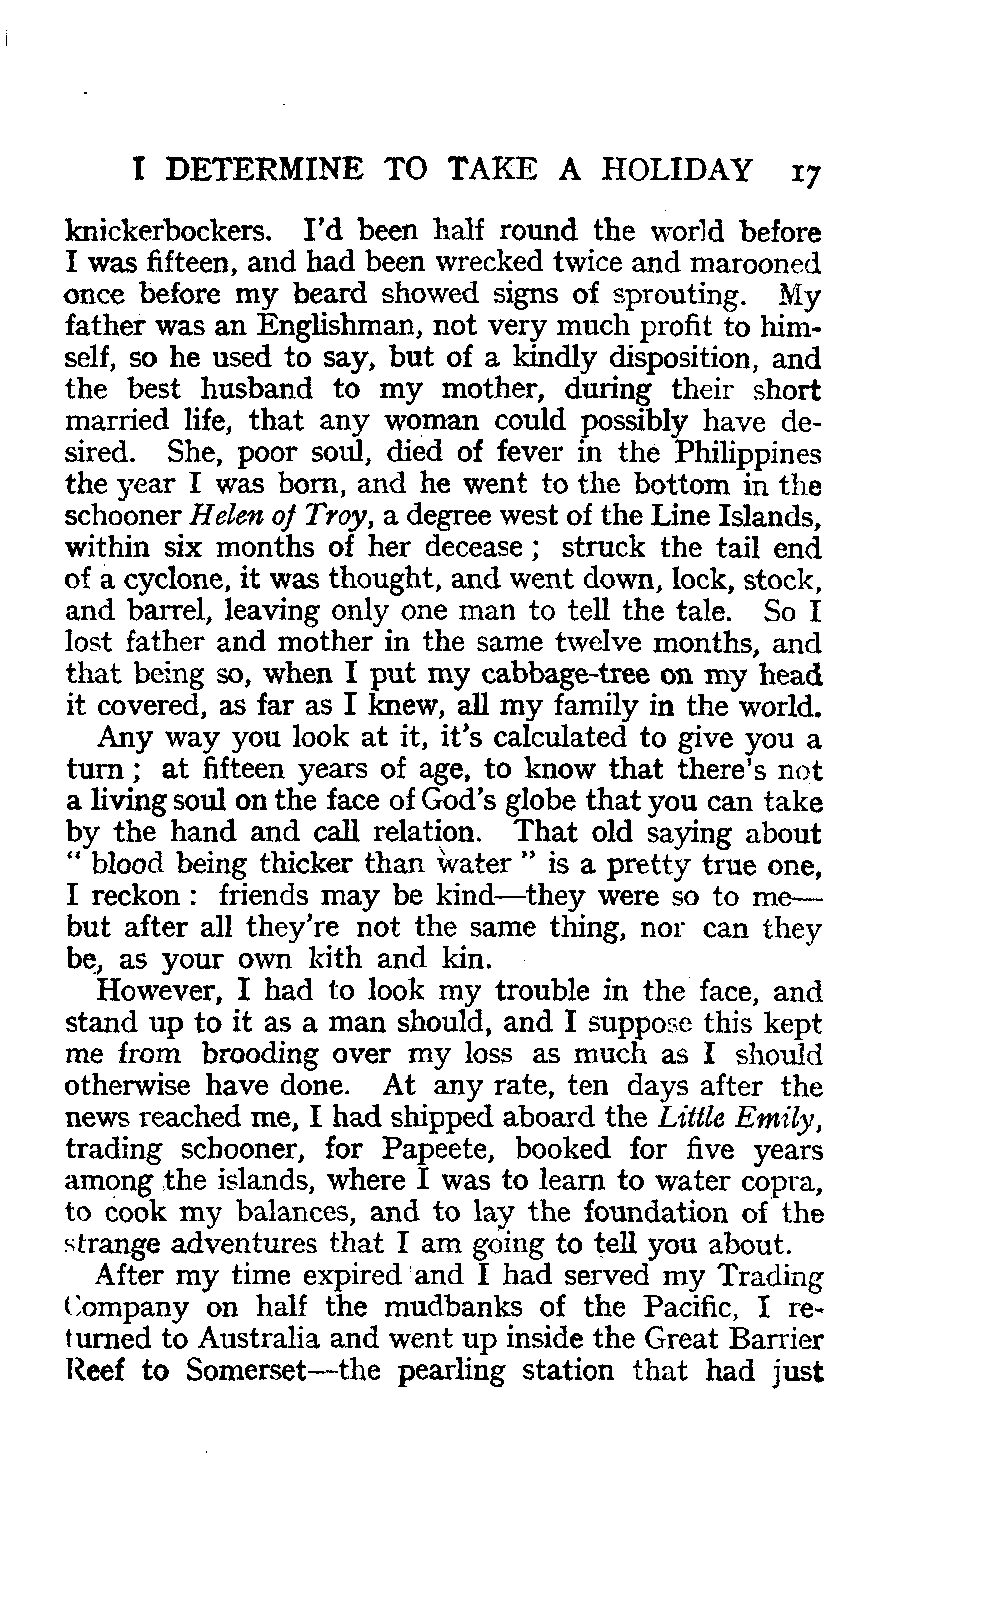 I DETERMINE TO TAKE A HOLIDAY 17
knickerbockers. I'd been half round the world before
I was fifteen, and had been wrecked twice and marooned
once before my beard showed signs of sprouting. My
father was an Englishman, not very much profit to him-
self, so he used to say, but of a kindly disposition, and
the best husband to my mother, during their short
married life, that any woman could possibly have de-
sired. She, poor soul, died of fever in the Philippines
the year I was born, and he went to the bottom in the
schooner Helen of Troy, a degree west of the Line Islands,
within six months of her decease ; struck the tail end
of a cyclone, it was thought, and went down, lock, stock,
and barrel, leaving only one man to tell the tale. So I
lost father and mother in the same twelve months, and
that being so, when I put my cabbage-tree on my head
it covered, as far as I knew, all my family in the world.
Any way you look at it, it's calculated to give you a
turn ; at fifteen years of age, to know that there's not
a living soul on the face of God's globe that you can take
by the hand and call relation. That old saying about
" blood being thicker than water " is a pretty true one,
I reckon : friends may be kind—they were so to me—
but after all they're not the same thing, nor can they
be, as your own kith and kin.
However, I had to look my trouble in the face, and
stand up to it as a man should, and I suppose this kept
me from brooding over my loss as much as I should
otherwise have done. At any rate, ten days after the
news reached me, I had shipped aboard the Little Emily,
trading schooner, for Papeete, booked for five years
among the islands, where I was to learn to water copra,
to cook my balances, and to lay the foundation of the
strange adventures that I am going to tell you about.
After my time expired and I had served my Trading
Company on half the mudbanks of the Pacific, I re-
turned to Australia and went up inside the Great Barrier
Reef to Somerset—the pearling station that had just